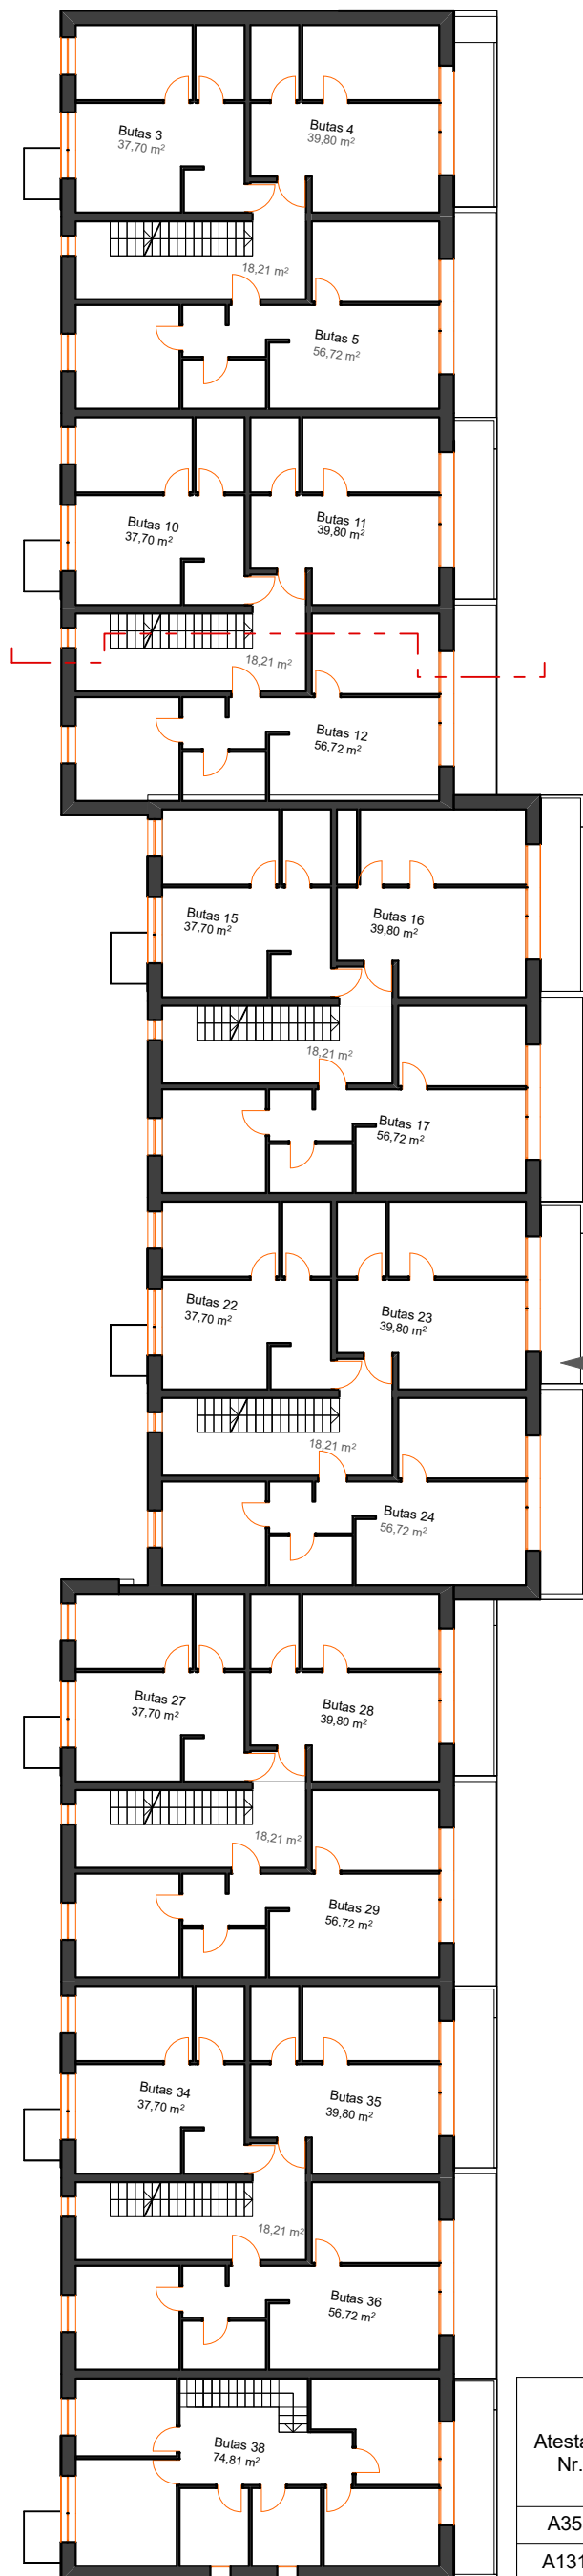 Butas 3
37,70 m²
Butas 4
39,80 m²
18,21 m²
Butas 5
56,72 m²
Butas 10
37,70 m²
Butas 11
39,80 m²
18,21 m²
Butas 12
56,72 m²
Butas 15
37,70 m²
Butas 16
39,80 m²
18,21 m²
Butas 17
56,72 m²
Butas 22
37,70 m²
Butas 23
39,80 m²
18,21 m²
Butas 24
56,72 m²
Butas 27
37,70 m²
Butas 28
39,80 m²
18,21 m²
Butas 29
56,72 m²
Butas 34
37,70 m²
Butas 35
39,80 m²
18,21 m²
Butas 36
56,72 m²
Butas 38
74,81 m²
Atesta
Nr.
A35
A131